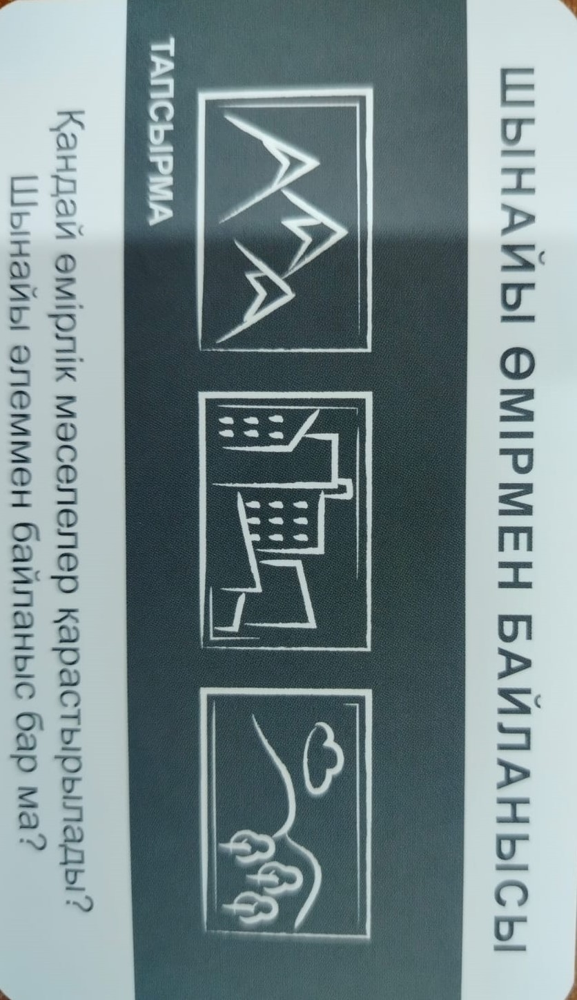 ШЫНАЙЫ ӨМІРМЕН БАЙЛАНЫСЫ
ТАПСЫРМА
Қандай өмірлік мәселелер қарастырылады?
Шынайы әлеммен байланыс бар ма?